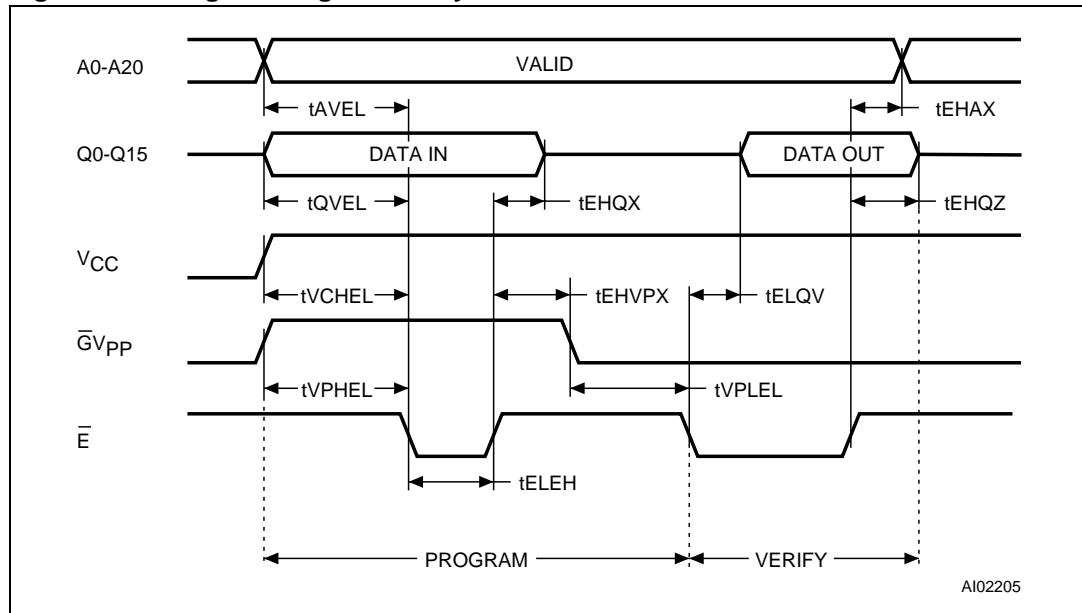 A0-A20
VALID
tAVEL
tEHAX
Q0-Q15
DATA IN
DATA OUT
tQVEL
tEHQX
tEHQZ
VCC
tVCHEL
tEHVPX
tELQV
G̅VPP
tVPHEL
tVPLEL
E̅
tELEH
PROGRAM
VERIFY
AI02205